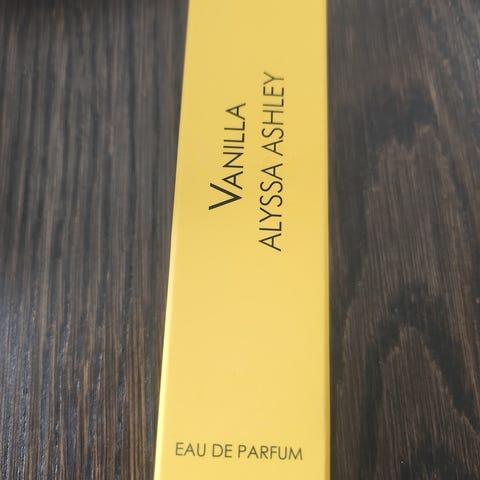 VANILLA
ALYSSA ASHLEY
EAU DE PARFUM